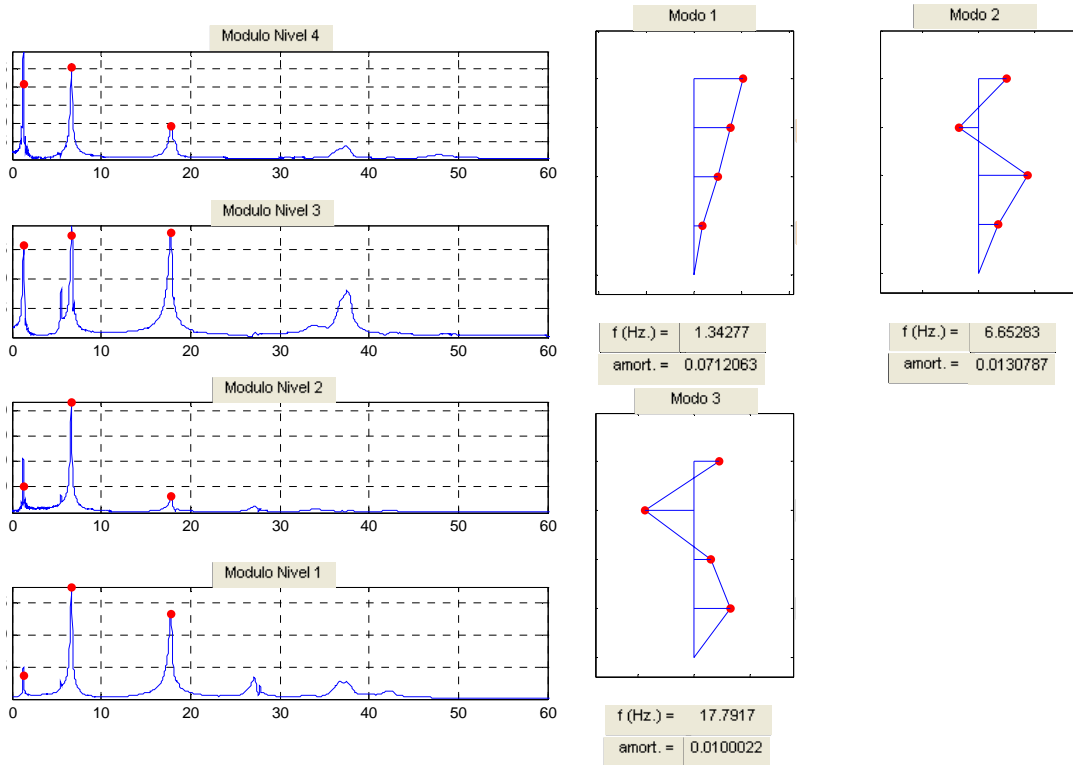 Modulo Nivel 4
0 10 20 30 40 50 60
Modulo Nivel 3
0 10 20 30 40 50 60
Modulo Nivel 2
0 10 20 30 40 50 60
Modulo Nivel 1
0 10 20 30 40 50 60
Modo 1
f (Hz.) = 1.34277
amort. = 0.0712063
Modo 2
f (Hz.) = 6.65283
amort. = 0.0130787
Modo 3
f (Hz.) = 17.7917
amort. = 0.0100022